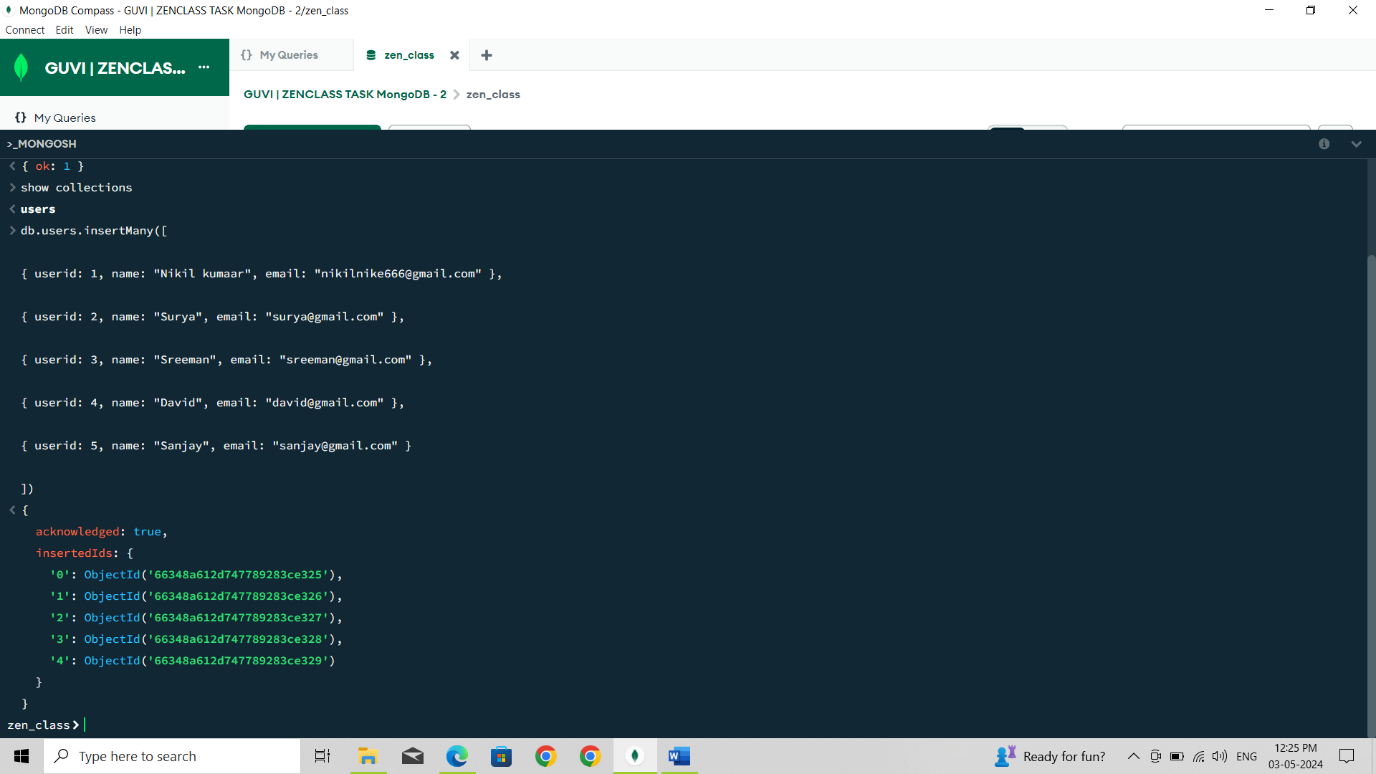 MongoDB Compass - GUVI | ZENCLASS TASK MongoDB - 2/zen_class
Connect Edit View Help
GUVI | ZENCLAS... ...
{} My Queries
zen_class
GUVI | ZENCLASS TASK MongoDB - 2 > zen_class
{} My Queries
>_MONGOSH
< { ok: 1 }
> show collections
< users
> db.users.insertMany([
{ userid: 1, name: "Nikil kumaar", email: "nikilnike666@gmail.com" },
{ userid: 2, name: "Surya", email: "surya@gmail.com" },
{ userid: 3, name: "Sreeman", email: "sreeman@gmail.com" },
{ userid: 4, name: "David", email: "david@gmail.com" },
{ userid: 5, name: "Sanjay", email: "sanjay@gmail.com" }
])
< {
acknowledged: true,
insertedIds: {
'0': ObjectId('66348a612d747789283ce325'),
'1': ObjectId('66348a612d747789283ce326'),
'2': ObjectId('66348a612d747789283ce327'),
'3': ObjectId('66348a612d747789283ce328'),
'4': ObjectId('66348a612d747789283ce329')
}
}
zen_class>
Type here to search
Ready for fun?
ENG
12:25 PM
03-05-2024